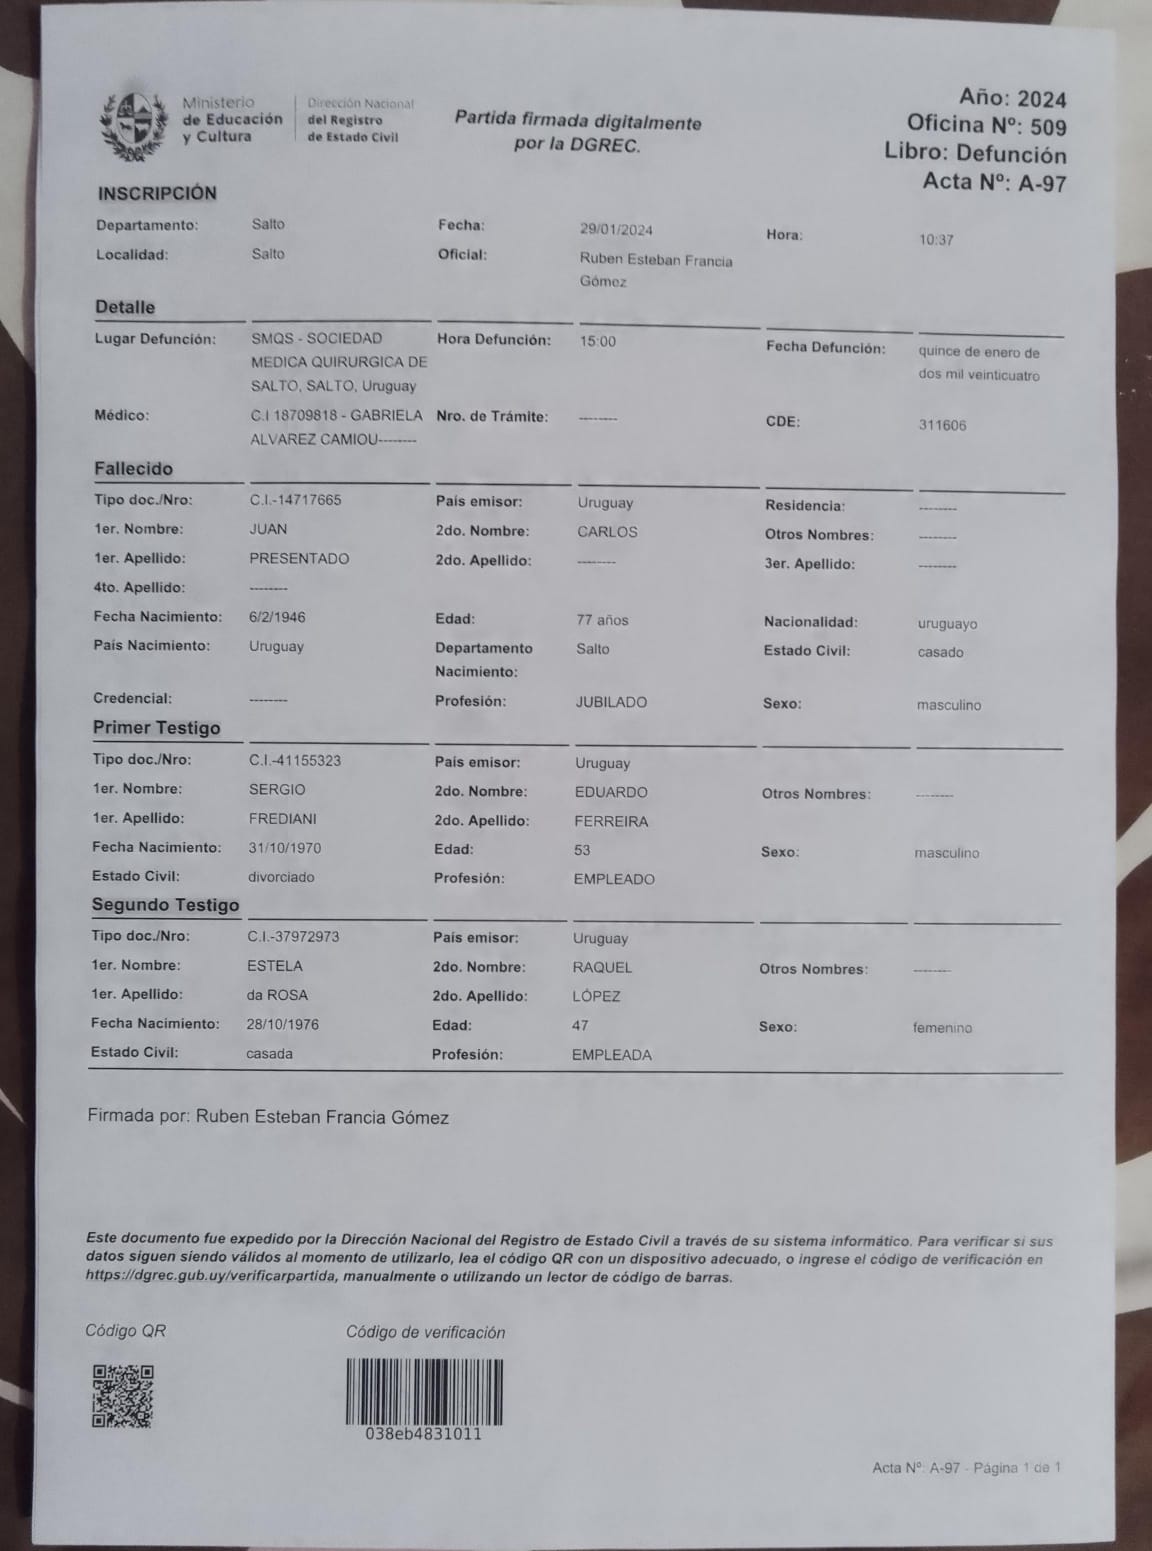 Ministerio
de Educación
y Cultura
Dirección Nacional
del Registro
de Estado Civil
Partida firmada digitalmente
por la DGREC.
Año: 2024
Oficina Nº: 509
Libro: Defunción
Acta Nº: A-97
INSCRIPCIÓN
Departamento: Salto Fecha: 29/01/2024 Hora: 10:37
Localidad: Salto Oficial: Ruben Esteban Francia
Gómez
Detalle
Lugar Defunción: SMQS - SOCIEDAD Hora Defunción: 15:00 Fecha Defunción: quince de enero de
MEDICA QUIRURGICA DE dos mil veinticuatro
SALTO, SALTO, Uruguay
Médico: C.I 18709818 - GABRIELA Nro. de Trámite: -------- CDE: 311606
ALVAREZ CAMIOU--------
Fallecido
Tipo doc./Nro: C.I.-14717665 País emisor: Uruguay Residencia: --------
1er. Nombre: JUAN 2do. Nombre: CARLOS Otros Nombres: --------
1er. Apellido: PRESENTADO 2do. Apellido: -------- 3er. Apellido: --------
4to. Apellido: --------
Fecha Nacimiento: 6/2/1946 Edad: 77 años Nacionalidad: uruguayo
País Nacimiento: Uruguay Departamento Salto Estado Civil: casado
Nacimiento:
Credencial: -------- Profesión: JUBILADO Sexo: masculino
Primer Testigo
Tipo doc./Nro: C.I.-41155323 País emisor: Uruguay
1er. Nombre: SERGIO 2do. Nombre: EDUARDO Otros Nombres: --------
1er. Apellido: FREDIANI 2do. Apellido: FERREIRA
Fecha Nacimiento: 31/10/1970 Edad: 53 Sexo: masculino
Estado Civil: divorciado Profesión: EMPLEADO
Segundo Testigo
Tipo doc./Nro: C.I.-37972973 País emisor: Uruguay
1er. Nombre: ESTELA 2do. Nombre: RAQUEL Otros Nombres: --------
1er. Apellido: da ROSA 2do. Apellido: LÓPEZ
Fecha Nacimiento: 28/10/1976 Edad: 47 Sexo: femenino
Estado Civil: casada Profesión: EMPLEADA
Firmada por: Ruben Esteban Francia Gómez
Este documento fue expedido por la Dirección Nacional del Registro de Estado Civil a través de su sistema informático. Para verificar si sus
datos siguen siendo válidos al momento de utilizarlo, lea el código QR con un dispositivo adecuado, o ingrese el código de verificación en
https://dgrec.gub.uy/verificarpartida, manualmente o utilizando un lector de código de barras.
Código QR
Código de verificación
038eb4831011
Acta Nº: A-97 - Página 1 de 1